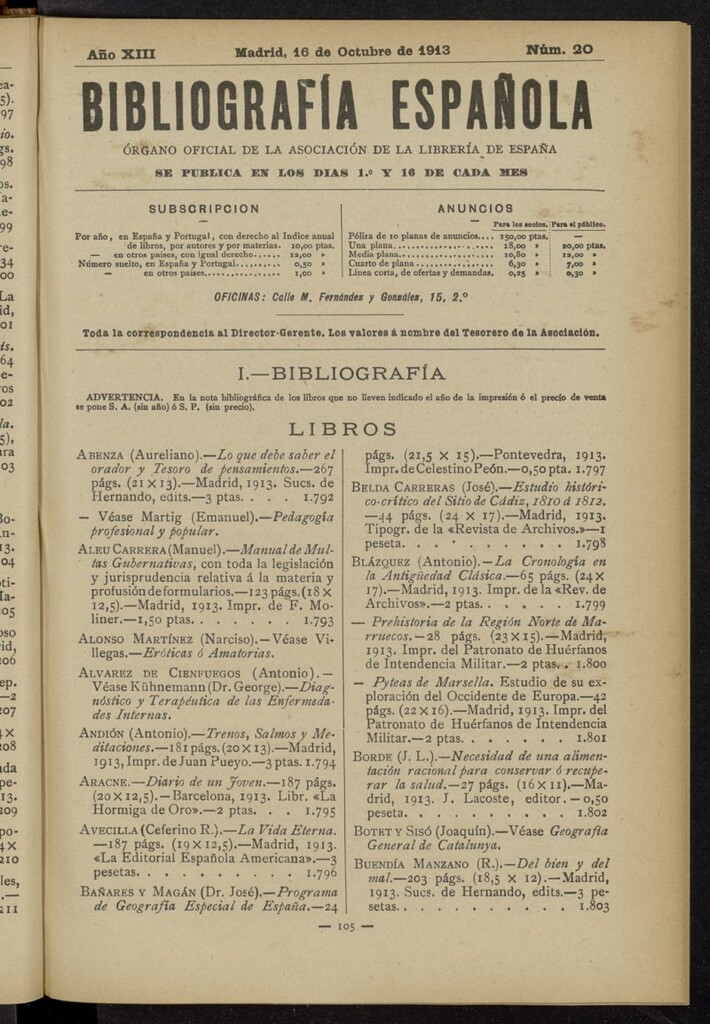 Año XIII
Madrid, 16 de Octubre de 1913
Núm. 20
BIBLIOGRAFÍA ESPAÑOLA
ÓRGANO OFICIAL DE LA ASOCIACIÓN DE LA LIBRERÍA DE ESPAÑA
SE PUBLICA EN LOS DIAS 1.º Y 16 DE CADA MES
SUBSCRIPCION
Por año, en España y Portugal, con derecho al Indice anual
de libros, por autores y por materias. 10,00 ptas.
— en otros países, con igual derecho..... 12,00 »
Número suelto, en España y Portugal.......... 0,50 »
— en otros países................ 1,00 »
ANUNCIOS
Para los socios. Para el público.
Póliza de 10 planas de anuncios.... 150,00 ptas. —
Una plana........................ 18,00 » 20,00 ptas.
Media plana...................... 10,80 » 12,00 »
Cuarto de plana.................. 6,30 » 7,00 »
Línea corta, de ofertas y demandas. 0,25 » 0,30 »
OFICINAS: Calle M. Fernández y González, 15, 2.º
Toda la correspondencia al Director-Gerente. Los valores á nombre del Tesorero de la Asociación.
I.—BIBLIOGRAFÍA
ADVERTENCIA. En la nota bibliográfica de los libros que no lleven indicado el año de la impresión ó el precio de venta
se pone S. A. (sin año) ó S. P. (sin precio).
LIBROS
ABENZA (Aureliano).—Lo que debe saber el
orador y Tesoro de pensamientos.—267
págs. (21 X 13).—Madrid, 1913. Sucs. de
Hernando, edits.—3 ptas. . . . 1.792
— Véase Martig (Emanuel).—Pedagogía
profesional y popular.
ALEU CARRERA (Manuel).—Manual de Mul-
tas Gubernativas, con toda la legislación
y jurisprudencia relativa á la materia y
profusión de formularios.—123 págs. (18 X
12,5).—Madrid, 1913. Impr. de F. Mo-
liner.—1,50 ptas. . . . . . 1.793
ALONSO MARTÍNEZ (Narciso).—Véase Vi-
llegas.—Eróticas ó Amatorias.
ALVAREZ DE CIENFUEGOS (Antonio).—
Véase Kühnemann (Dr. George).—Diag-
nóstico y Terapéutica de las Enfermeda-
des Internas.
ANDIÓN (Antonio).—Trenos, Salmos y Me-
ditaciones.—181 págs. (20 X 13).—Madrid,
1913, Impr. de Juan Pueyo.—3 ptas. 1.794
ARACNE.—Diario de un Joven.—187 págs.
(20 X 12,5).—Barcelona, 1913. Libr. «La
Hormiga de Oro».—2 ptas. . . 1.795
AVECILLA (Ceferino R.).—La Vida Eterna.
—187 págs. (19 X 12,5).—Madrid, 1913.
«La Editorial Española Americana».—3
pesetas. . . . . . . . . 1.796
BAÑARES Y MAGÁN (Dr. José).—Programa
de Geografía Especial de España.—24
págs. (21,5 X 15).—Pontevedra, 1913.
Impr. de Celestino Peón.—0,50 pta. 1.797
BELDA CARRERAS (José).—Estudio históri-
co-crítico del Sitio de Cádiz, 1810 á 1812.
—44 págs. (24 X 17).—Madrid, 1913.
Tipogr. de la «Revista de Archivos.»—1
peseta. . . . . . . . . 1.798
BLÁZQUEZ (Antonio).—La Cronología en
la Antigüedad Clásica.—65 págs. (24 X
17).—Madrid, 1913. Impr. de la «Rev. de
Archivos».—2 ptas. . . . . . 1.799
— Prehistoria de la Región Norte de Ma-
rruecos.—28 págs. (23 X 15).—Madrid,
1913. Impr. del Patronato de Huérfanos
de Intendencia Militar.—2 ptas. . 1.800
— Pyteas de Marsella. Estudio de su ex-
ploración del Occidente de Europa.—42
págs. (22 X 16).—Madrid, 1913. Impr. del
Patronato de Huérfanos de Intendencia
Militar.—2 ptas. . . . . . . 1.801
BORDE (J. L.).—Necesidad de una alimen-
tación racional para conservar ó recupe-
rar la salud.—27 págs. (16 X 11).—Ma-
drid, 1913. J. Lacoste, editor.—0,50
peseta. . . . . . . . . 1.802
BOTET Y SISÓ (Joaquín).—Véase Geografía
General de Catalunya.
BUENDÍA MANZANO (R.).—Del bien y del
mal.—203 págs. (18,5 X 12).—Madrid,
1913. Sucs. de Hernando, edits.—3 pe-
setas. . . . . . . . . . 1.803
— 105 —